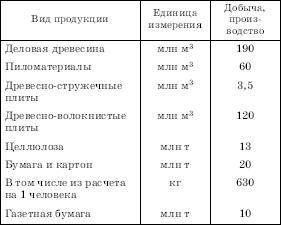 Вид продукции Единица измерения Добыча, произ-водство
Деловая древесина млн м³ 190
Пиломатериалы млн м³ 60
Древесно-стружечные млн м³ 3,5
плиты
Древесно-волокнистые млн м³ 120
плиты
Целлюлоза млн т 13
Бумага и картон млн т 20
В том числе из расчета кг 630
на 1 человека
Газетная бумага млн т 10